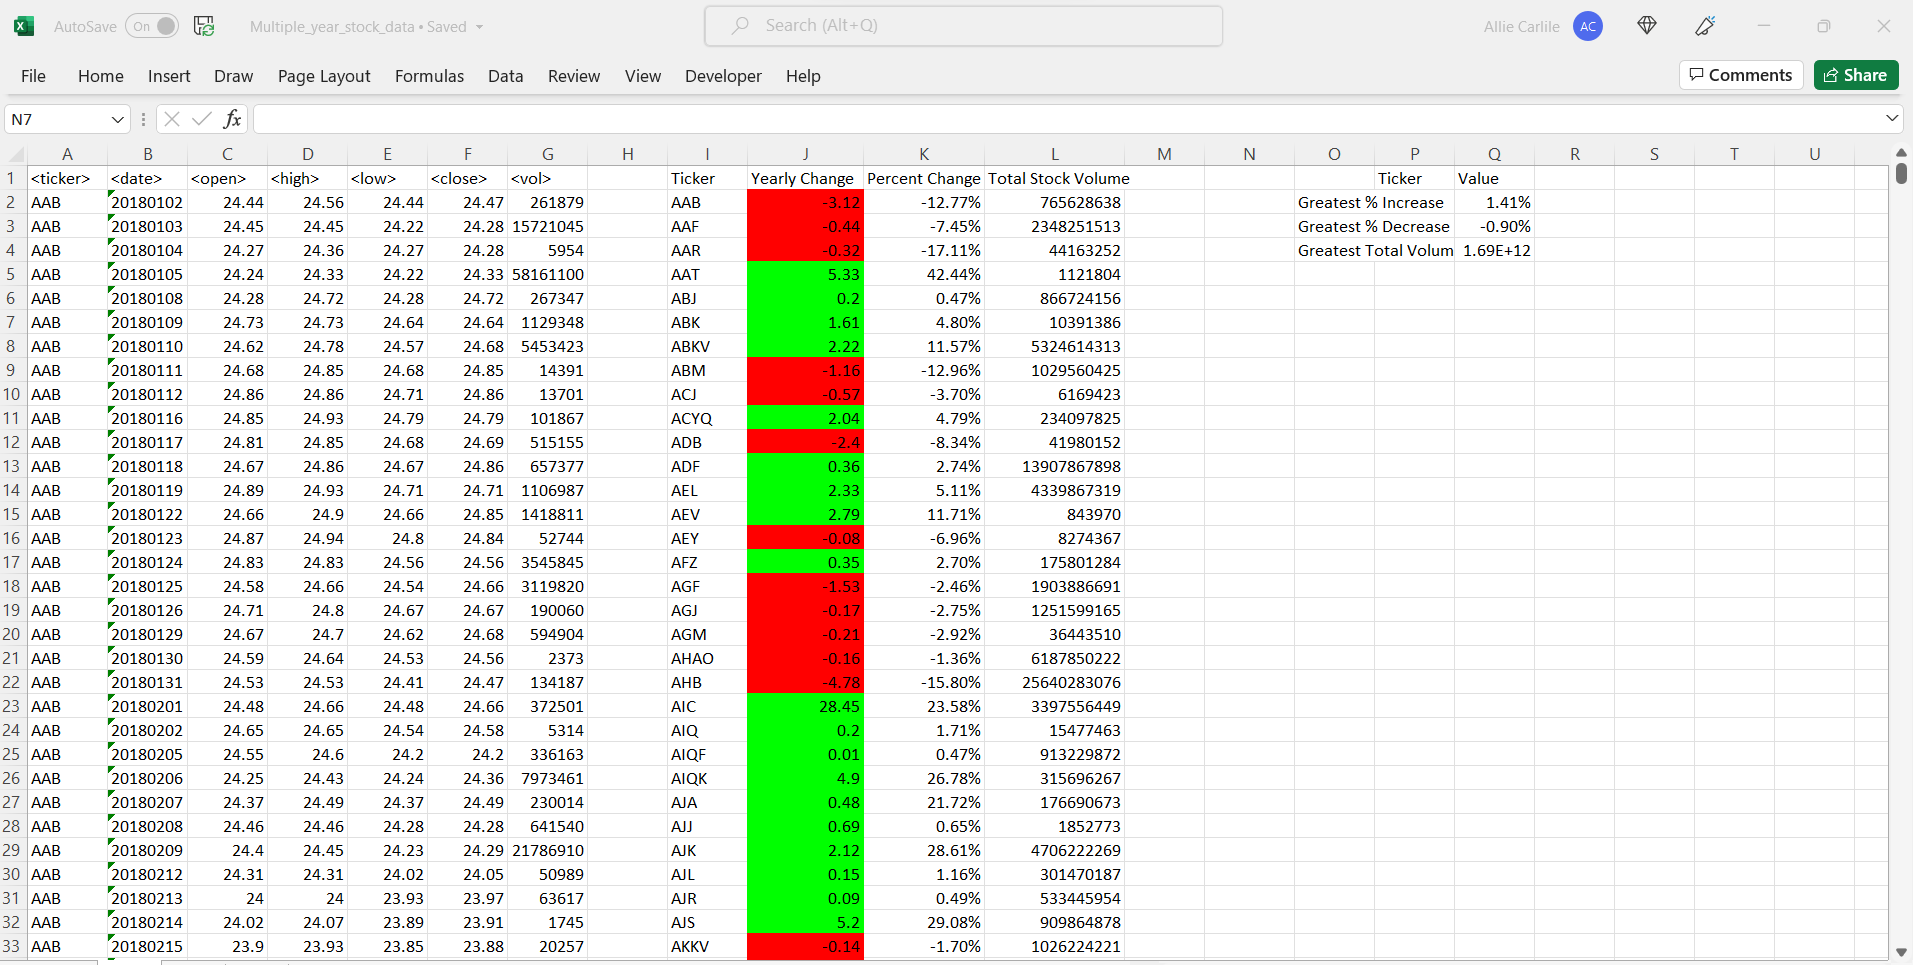 AutoSave On Multiple_year_stock_data • Saved Search (Alt+Q) Allie Carlile AC
File Home Insert Draw Page Layout Formulas Data Review View Developer Help Comments Share
N7 fx
A B C D E F G H I J K L M N O P Q R S T U
1 <ticker> <date> <open> <high> <low> <close> <vol> Ticker Yearly Change Percent Change Total Stock Volume Ticker Value
2 AAB 20180102 24.44 24.56 24.44 24.47 261879 AAB -3.12 -12.77% 765628638 Greatest % Increase 1.41%
3 AAB 20180103 24.45 24.45 24.22 24.28 15721045 AAF -0.44 -7.45% 2348251513 Greatest % Decrease -0.90%
4 AAB 20180104 24.27 24.36 24.27 24.28 5954 AAR -0.32 -17.11% 44163252 Greatest Total Volum 1.69E+12
5 AAB 20180105 24.24 24.33 24.22 24.33 58161100 AAT 5.33 42.44% 1121804
6 AAB 20180108 24.28 24.72 24.28 24.72 267347 ABJ 0.2 0.47% 866724156
7 AAB 20180109 24.73 24.73 24.64 24.64 1129348 ABK 1.61 4.80% 10391386
8 AAB 20180110 24.62 24.78 24.57 24.68 5453423 ABKV 2.22 11.57% 5324614313
9 AAB 20180111 24.68 24.85 24.68 24.85 14391 ABM -1.16 -12.96% 1029560425
10 AAB 20180112 24.86 24.86 24.71 24.86 13701 ACJ -0.57 -3.70% 6169423
11 AAB 20180116 24.85 24.93 24.79 24.79 101867 ACYQ 2.04 4.79% 234097825
12 AAB 20180117 24.81 24.85 24.68 24.69 515155 ADB -2.4 -8.34% 41980152
13 AAB 20180118 24.67 24.86 24.67 24.86 657377 ADF 0.36 2.74% 13907867898
14 AAB 20180119 24.89 24.93 24.71 24.71 1106987 AEL 2.33 5.11% 4339867319
15 AAB 20180122 24.66 24.9 24.66 24.85 1418811 AEV 2.79 11.71% 843970
16 AAB 20180123 24.87 24.94 24.8 24.84 52744 AEY -0.08 -6.96% 8274367
17 AAB 20180124 24.83 24.83 24.56 24.56 3545845 AFZ 0.35 2.70% 175801284
18 AAB 20180125 24.58 24.66 24.54 24.66 3119820 AGF -1.53 -2.46% 1903886691
19 AAB 20180126 24.71 24.8 24.67 24.67 190060 AGJ -0.17 -2.75% 1251599165
20 AAB 20180129 24.67 24.7 24.62 24.68 594904 AGM -0.21 -2.92% 36443510
21 AAB 20180130 24.59 24.64 24.53 24.56 2373 AHAO -0.16 -1.36% 6187850222
22 AAB 20180131 24.53 24.53 24.41 24.47 134187 AHB -4.78 -15.80% 25640283076
23 AAB 20180201 24.48 24.66 24.48 24.66 372501 AIC 28.45 23.58% 3397556449
24 AAB 20180202 24.65 24.65 24.54 24.58 5314 AIQ 0.2 1.71% 15477463
25 AAB 20180205 24.55 24.6 24.2 24.2 336163 AIQF 0.01 0.47% 913229872
26 AAB 20180206 24.25 24.43 24.24 24.36 7973461 AIQK 4.9 26.78% 315696267
27 AAB 20180207 24.37 24.49 24.37 24.49 230014 AJA 0.48 21.72% 176690673
28 AAB 20180208 24.46 24.46 24.28 24.28 641540 AJJ 0.69 0.65% 1852773
29 AAB 20180209 24.4 24.45 24.23 24.29 21786910 AJK 2.12 28.61% 4706222269
30 AAB 20180212 24.31 24.31 24.02 24.05 50989 AJL 0.15 1.16% 301470187
31 AAB 20180213 24 24 23.93 23.97 63617 AJR 0.09 0.49% 533445954
32 AAB 20180214 24.02 24.07 23.89 23.91 1745 AJS 5.2 29.08% 909864878
33 AAB 20180215 23.9 23.93 23.85 23.88 20257 AKKV -0.14 -1.70% 1026224221